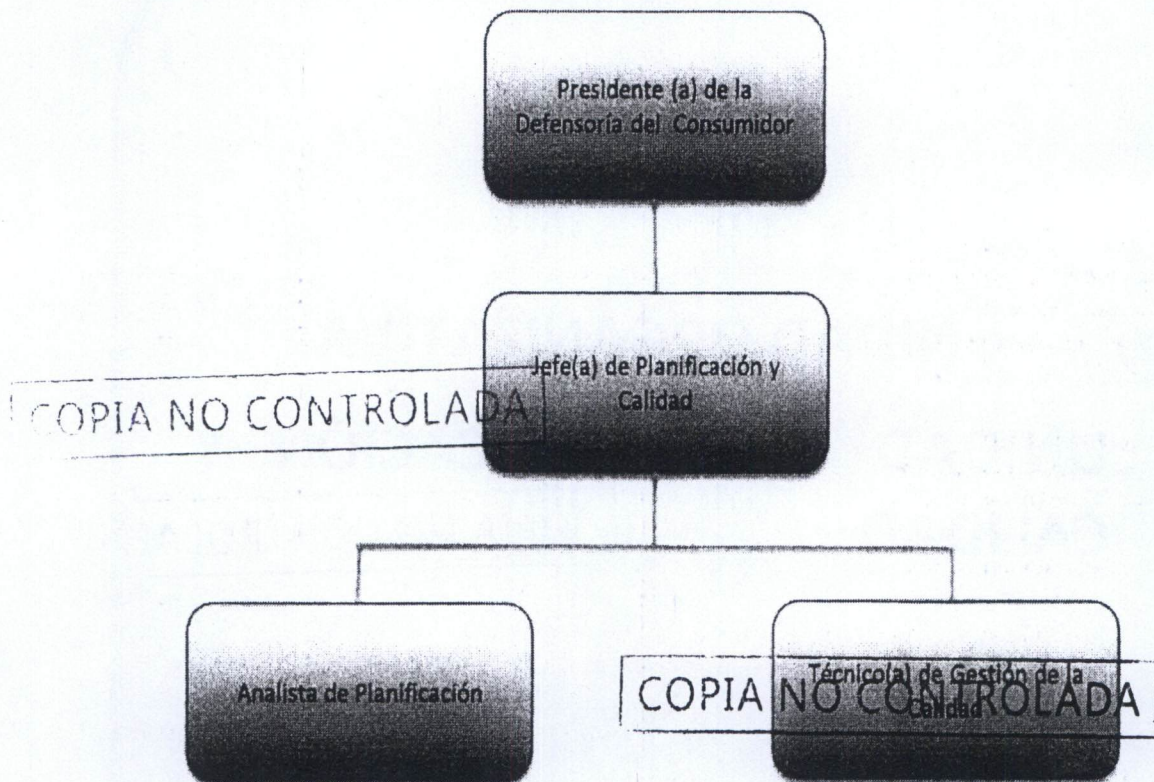 Presidente (a) de la
Defensoría del Consumidor
Jefe(a) de Planificación y
Calidad
COPIA NO CONTROLADA
Analista de Planificación
Técnico(a) de Gestión de la
Calidad
COPIA NO CONTROLADA